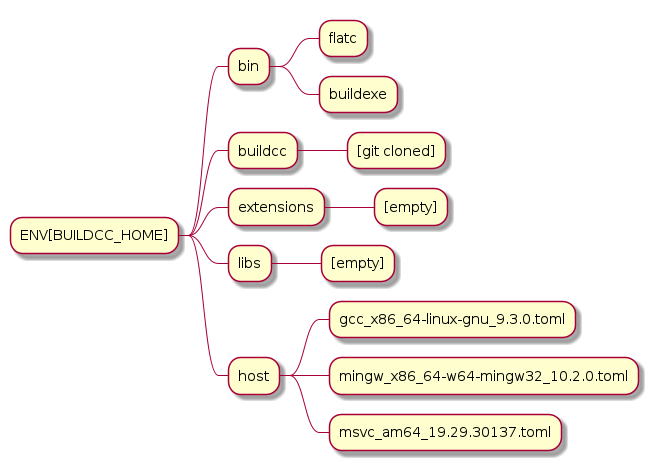 ENV[BUILDCC_HOME]
bin
flatc
buildexe
buildcc
[git cloned]
extensions
[empty]
libs
[empty]
host
gcc_x86_64-linux-gnu_9.3.0.toml
mingw_x86_64-w64-mingw32_10.2.0.toml
msvc_am64_19.29.30137.toml